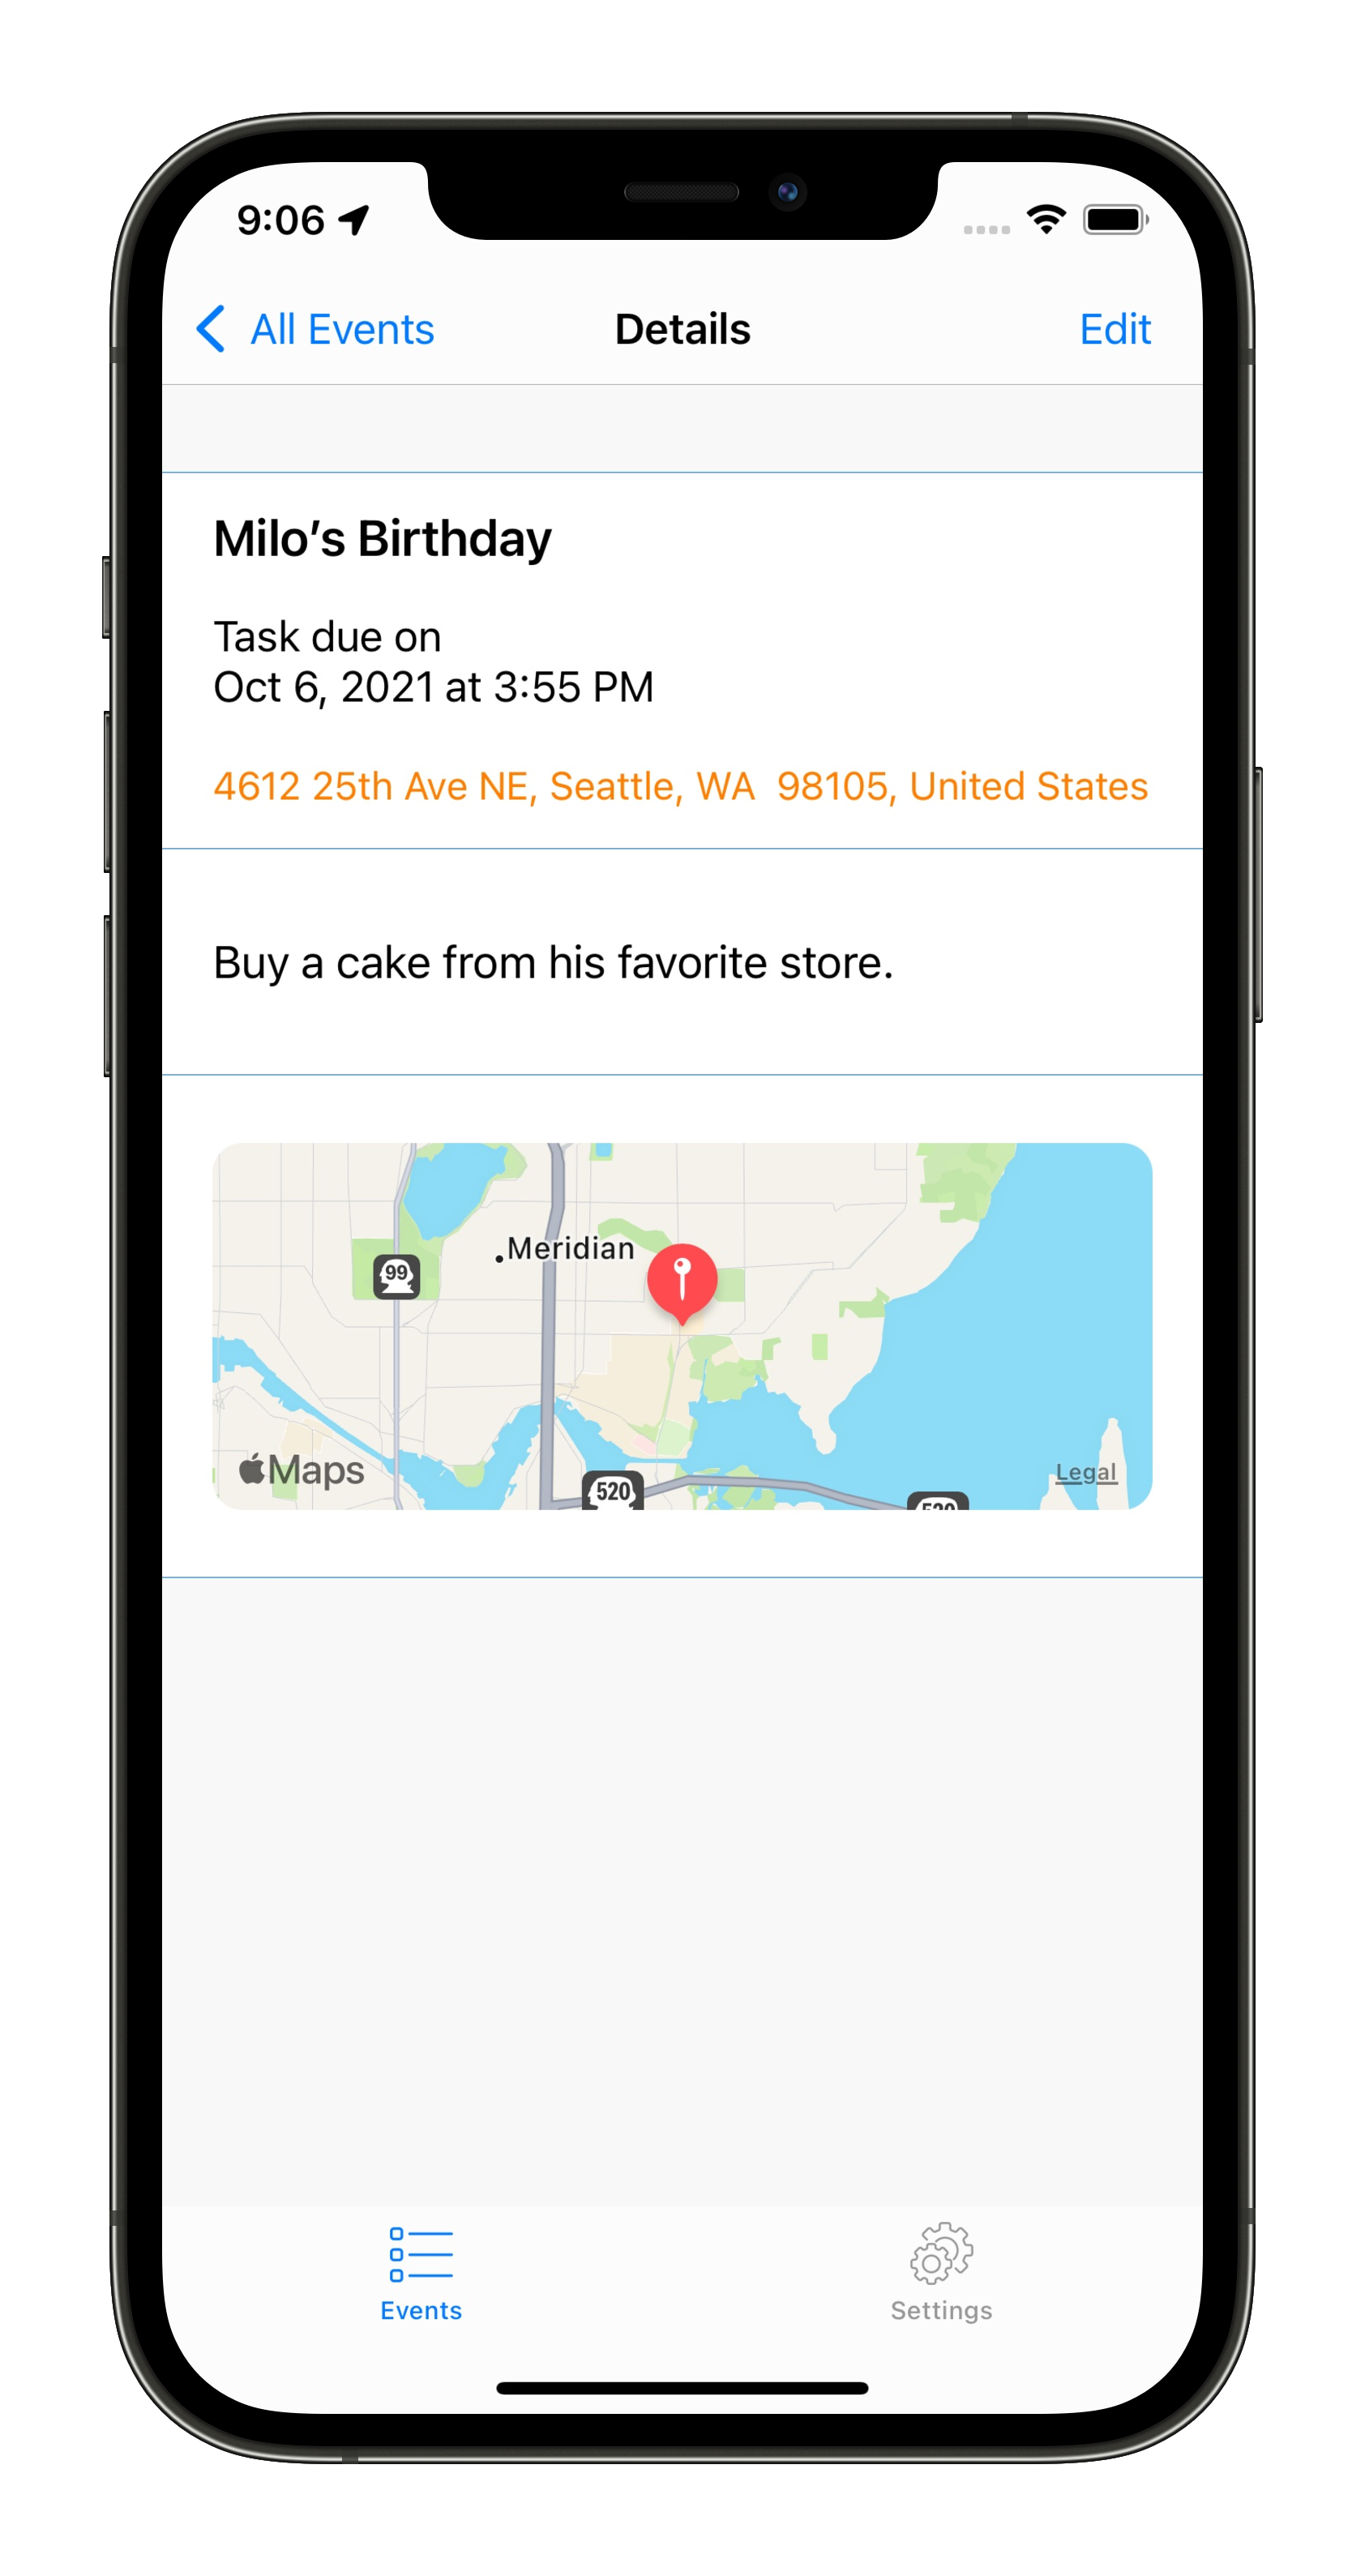 9:06
All Events
Details
Edit
Milo’s Birthday
Task due on
Oct 6, 2021 at 3:55 PM
4612 25th Ave NE, Seattle, WA  98105, United States
Buy a cake from his favorite store.
Meridian
99
Maps
Legal
520
520
Events
Settings